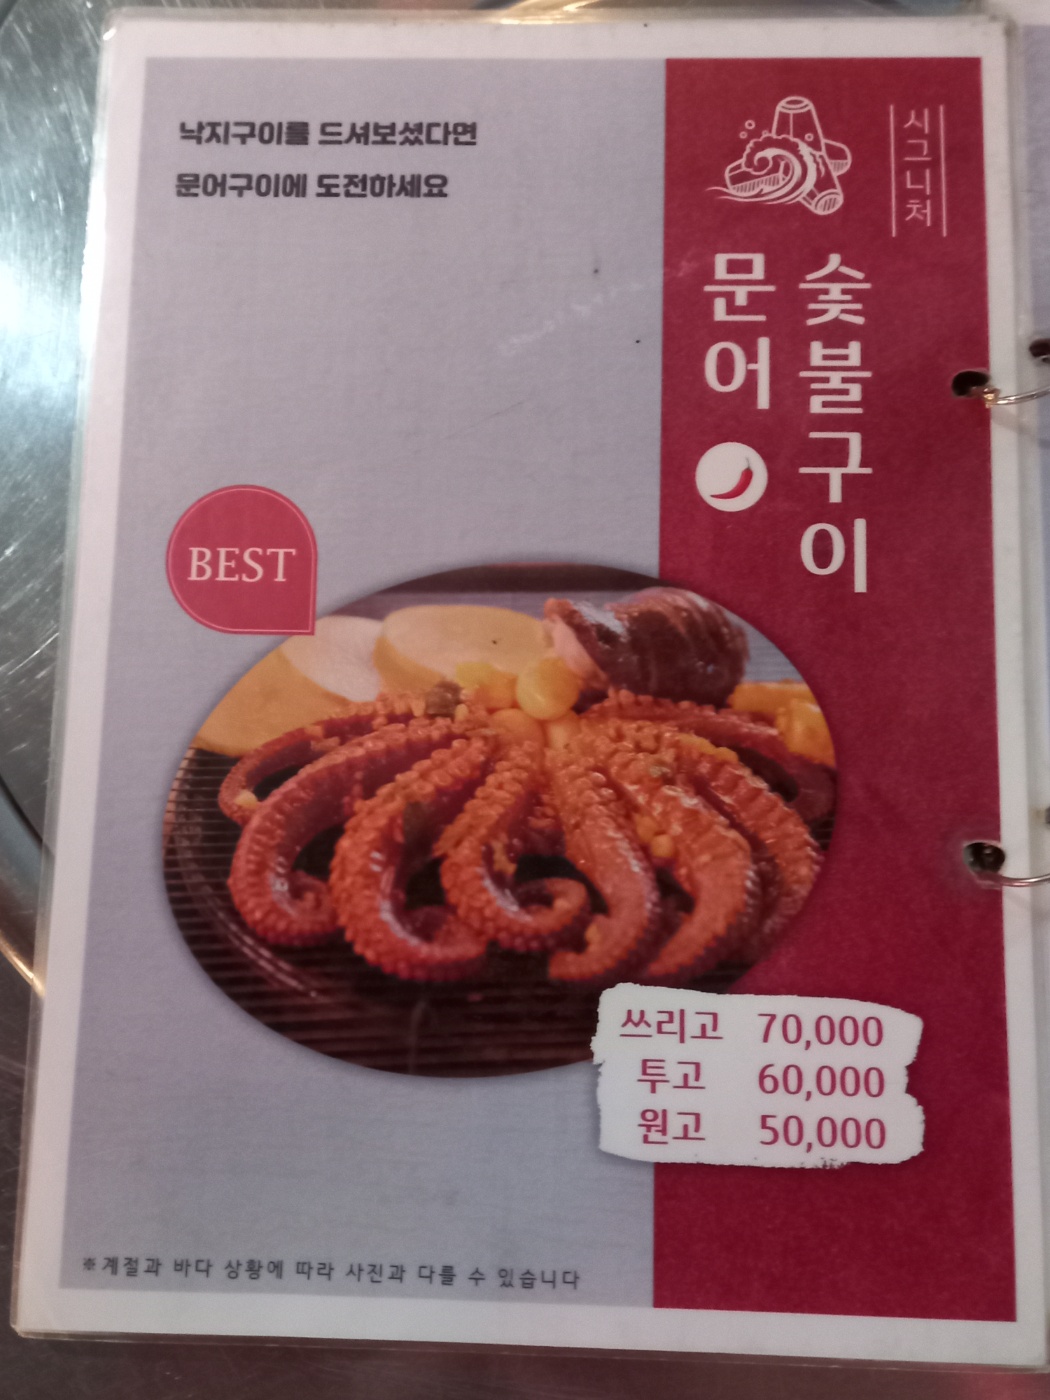 낙지구이를 드셔보셨다면
문어구이에 도전하세요
시그니처
숯불구이
문어
BEST
쓰리고 70,000
투고 60,000
원고 50,000
※계절과 바다 상황에 따라 사진과 다를 수 있습니다